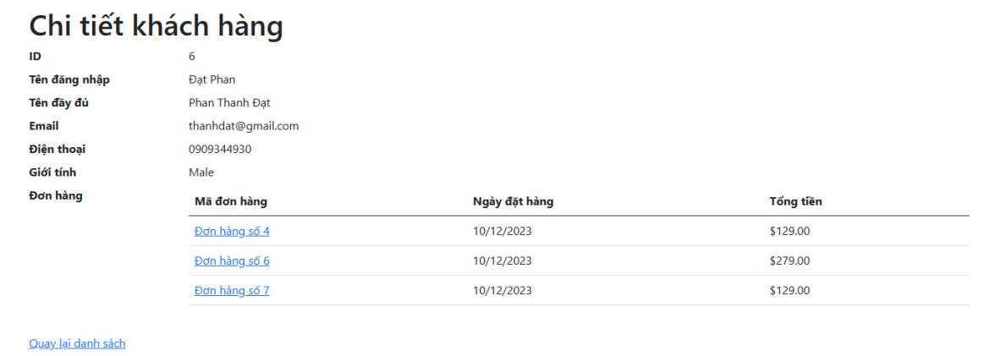 Chi tiết khách hàng
ID 6
Tên đăng nhập Đạt Phan
Tên đầy đủ Phan Thanh Đạt
Email thanhdat@gmail.com
Điện thoại 0909344930
Giới tính Male
Đơn hàng
Mã đơn hàng Ngày đặt hàng Tổng tiền
Đơn hàng số 4 10/12/2023 $129.00
Đơn hàng số 6 10/12/2023 $279.00
Đơn hàng số 7 10/12/2023 $129.00
Quay lại danh sách